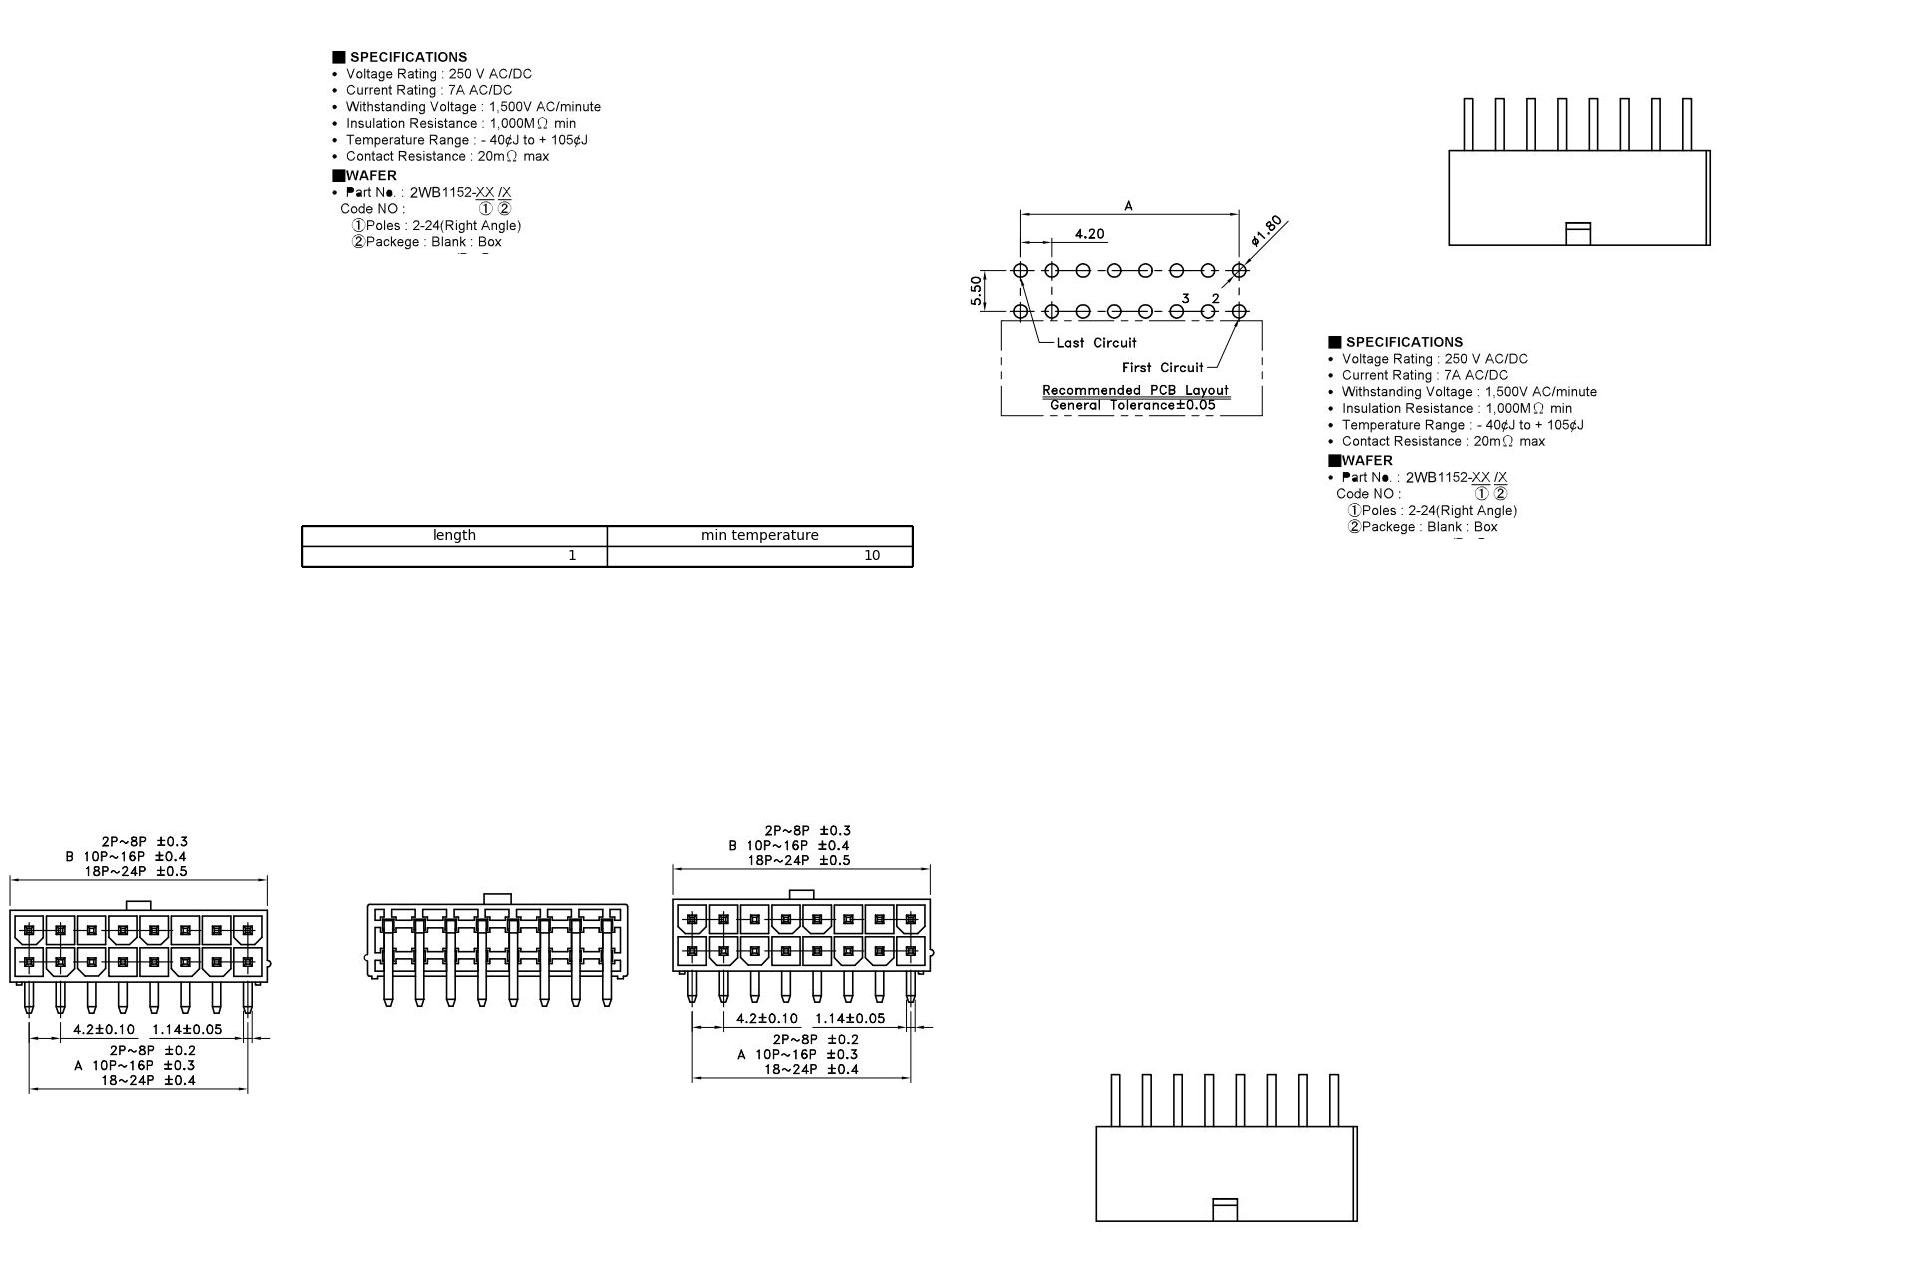 ■ SPECIFICATIONS
• Voltage Rating : 250 V AC/DC
• Current Rating : 7A AC/DC
• Withstanding Voltage : 1,500V AC/minute
• Insulation Resistance : 1,000MΩ min
• Temperature Range : - 40¢J to + 105¢J
• Contact Resistance : 20mΩ max
■WAFER
• Part No. : 2WB1152-XX /X
Code NO : ① ②
①Poles : 2-24(Right Angle)
②Packege : Blank : Box
A
4.20
ø1.80
5.50
3 2
Last Circuit
First Circuit
Recommended PCB Layout
General Tolerance±0.05
■ SPECIFICATIONS
• Voltage Rating : 250 V AC/DC
• Current Rating : 7A AC/DC
• Withstanding Voltage : 1,500V AC/minute
• Insulation Resistance : 1,000MΩ min
• Temperature Range : - 40¢J to + 105¢J
• Contact Resistance : 20mΩ max
■WAFER
• Part No. : 2WB1152-XX /X
Code NO : ① ②
①Poles : 2-24(Right Angle)
②Packege : Blank : Box
length min temperature
1 10
2P~8P ±0.3
B 10P~16P ±0.4
18P~24P ±0.5
4.2±0.10 1.14±0.05
2P~8P ±0.2
A 10P~16P ±0.3
18~24P ±0.4
2P~8P ±0.3
B 10P~16P ±0.4
18P~24P ±0.5
4.2±0.10 1.14±0.05
2P~8P ±0.2
A 10P~16P ±0.3
18~24P ±0.4